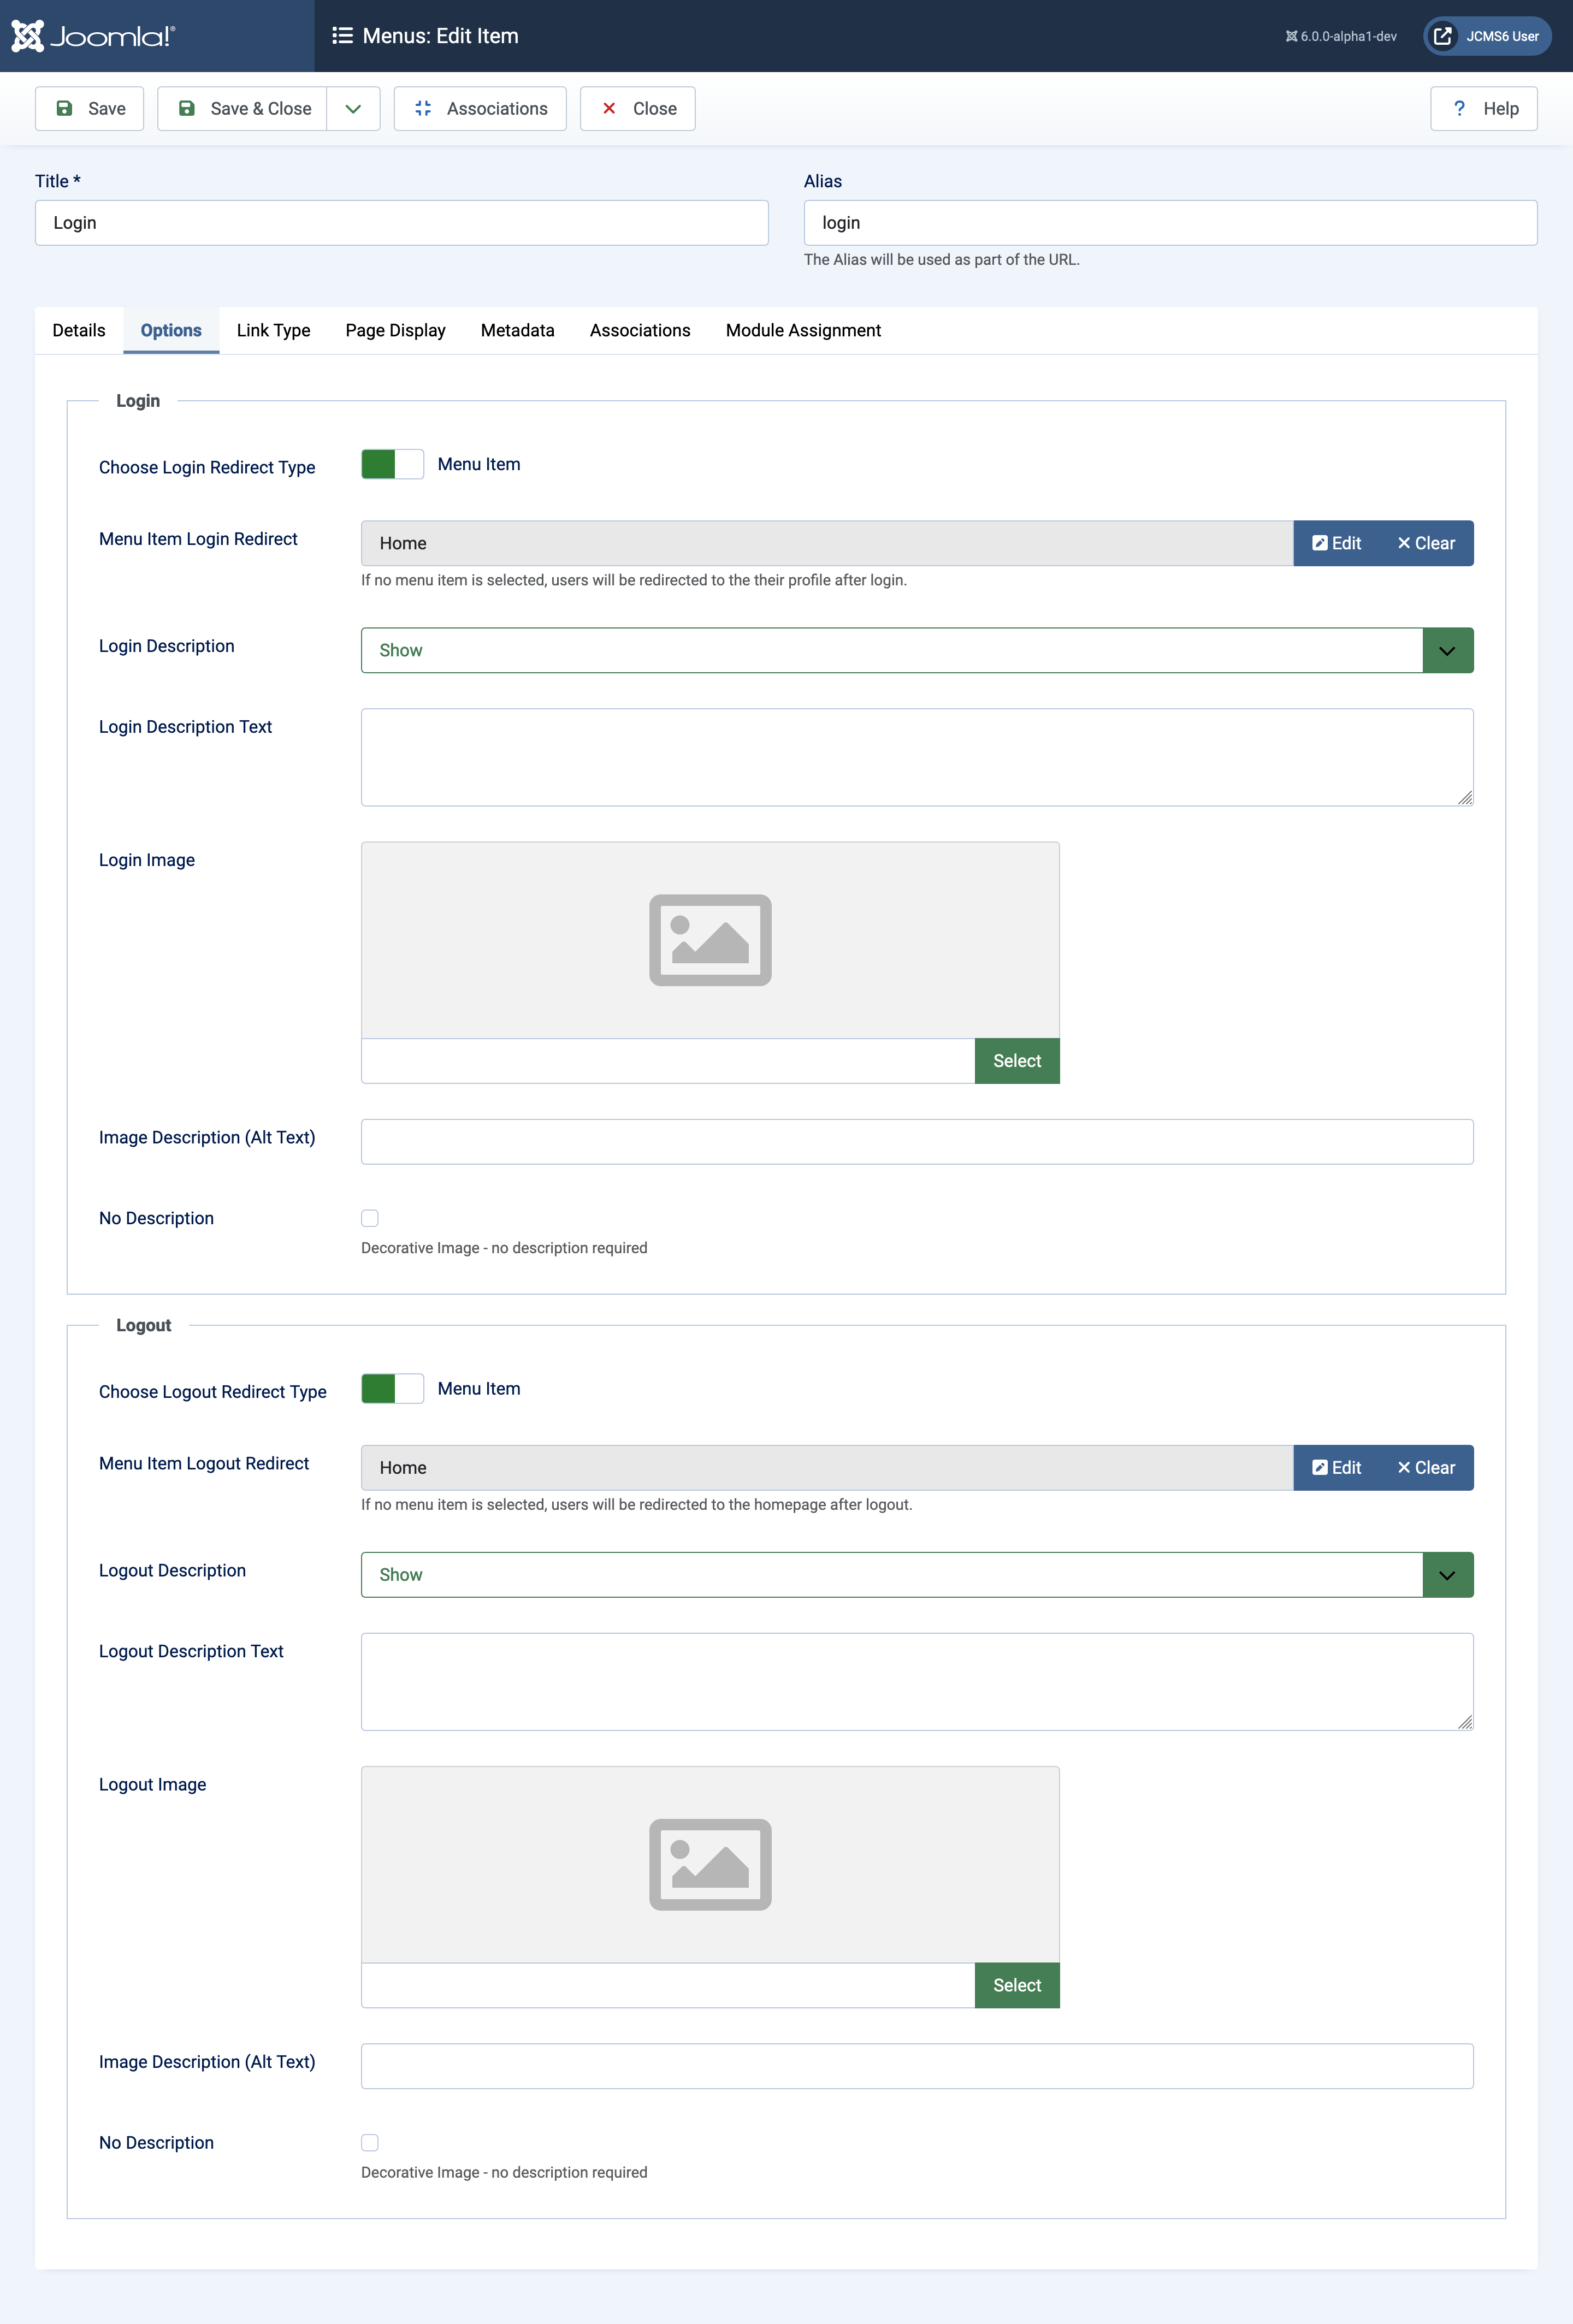 Joomla!®
Menus: Edit Item
6.0.0-alpha1-dev
JCMS6 User
Save
Save & Close
Associations
Close
? Help
Title *
Alias
Login
login
The Alias will be used as part of the URL.
Details Options Link Type Page Display Metadata Associations Module Assignment
Login
Choose Login Redirect Type
Menu Item
Menu Item Login Redirect
Home
Edit
Clear
If no menu item is selected, users will be redirected to the their profile after login.
Login Description
Show
Login Description Text
Login Image
Select
Image Description (Alt Text)
No Description
Decorative Image - no description required
Logout
Choose Logout Redirect Type
Menu Item
Menu Item Logout Redirect
Home
Edit
Clear
If no menu item is selected, users will be redirected to the homepage after logout.
Logout Description
Show
Logout Description Text
Logout Image
Select
Image Description (Alt Text)
No Description
Decorative Image - no description required